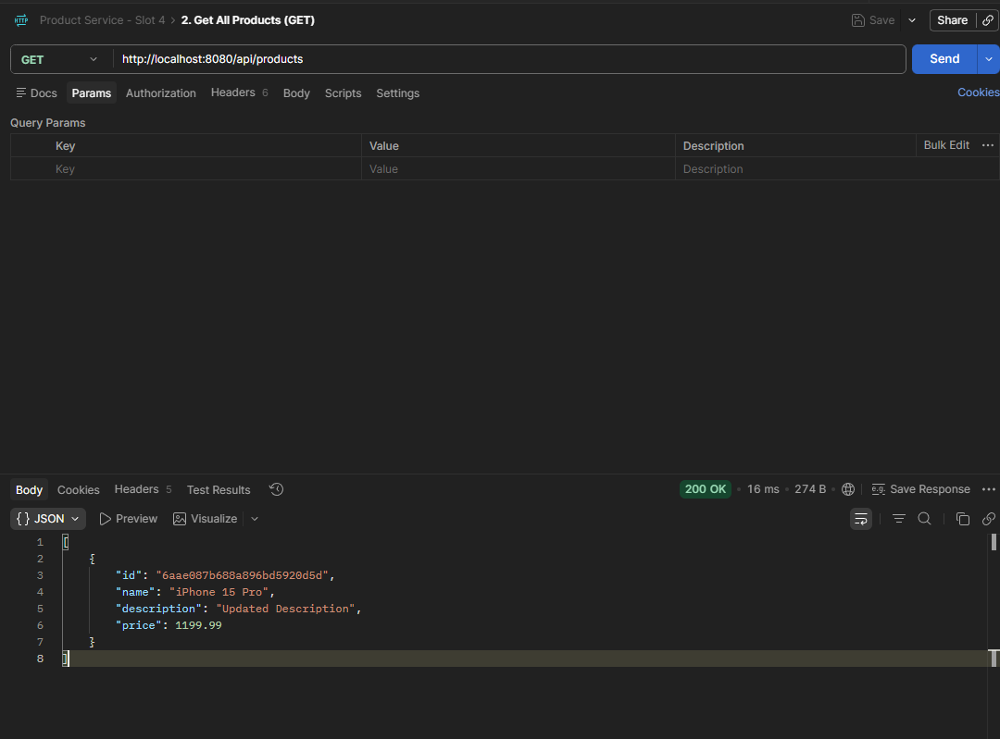 HTTP Product Service - Slot 4 › 2. Get All Products (GET) Save Share
GET http://localhost:8080/api/products Send
Docs Params Authorization Headers 6 Body Scripts Settings Cookies
Query Params
Key Value Description Bulk Edit ···
Key Value Description
Body Cookies Headers 5 Test Results 200 OK • 16 ms • 274 B • e.g. Save Response ···
{} JSON Preview Visualize
1 [
2 {
3 "id": "6aae087b688a896bd5920d5d",
4 "name": "iPhone 15 Pro",
5 "description": "Updated Description",
6 "price": 1199.99
7 }
8 ]